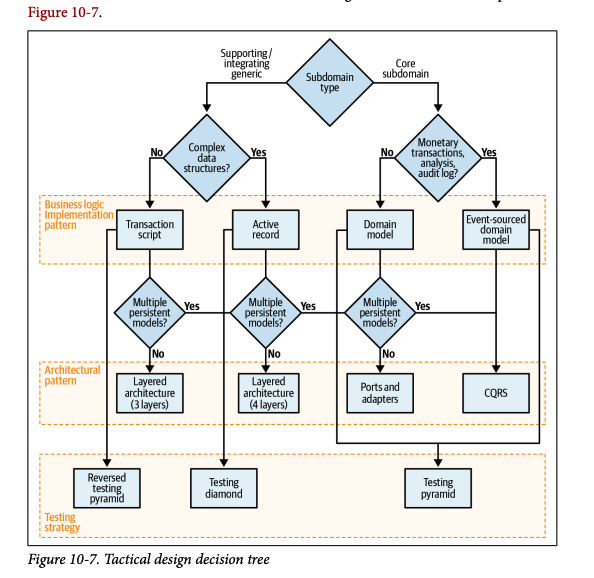 Figure 10-7.
Supporting/
integrating
generic
Subdomain
type
Core
subdomain
No
Complex
data
structures?
Yes
No
Monetary
transactions,
analysis,
audit log?
Yes
Business logic
Implementation
pattern
Transaction
script
Active
record
Domain
model
Event-sourced
domain
model
Multiple
persistent
models?
Yes
Multiple
persistent
models?
Yes
Multiple
persistent
models?
Yes
No
No
No
Architectural
pattern
Layered
architecture
(3 layers)
Layered
architecture
(4 layers)
Ports and
adapters
CQRS
Reversed
testing
pyramid
Testing
diamond
Testing
pyramid
Testing
strategy
Figure 10-7. Tactical design decision tree